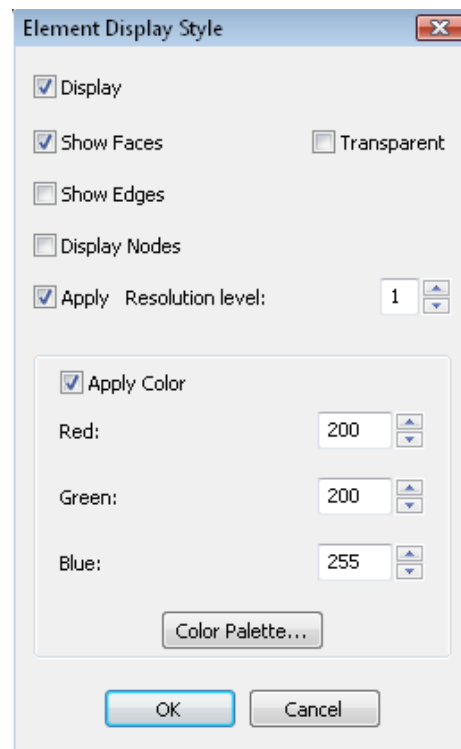 Element Display Style
Display
Show Faces Transparent
Show Edges
Display Nodes
Apply Resolution level: 1
Apply Color
Red: 200
Green: 200
Blue: 255
Color Palette...
OK Cancel